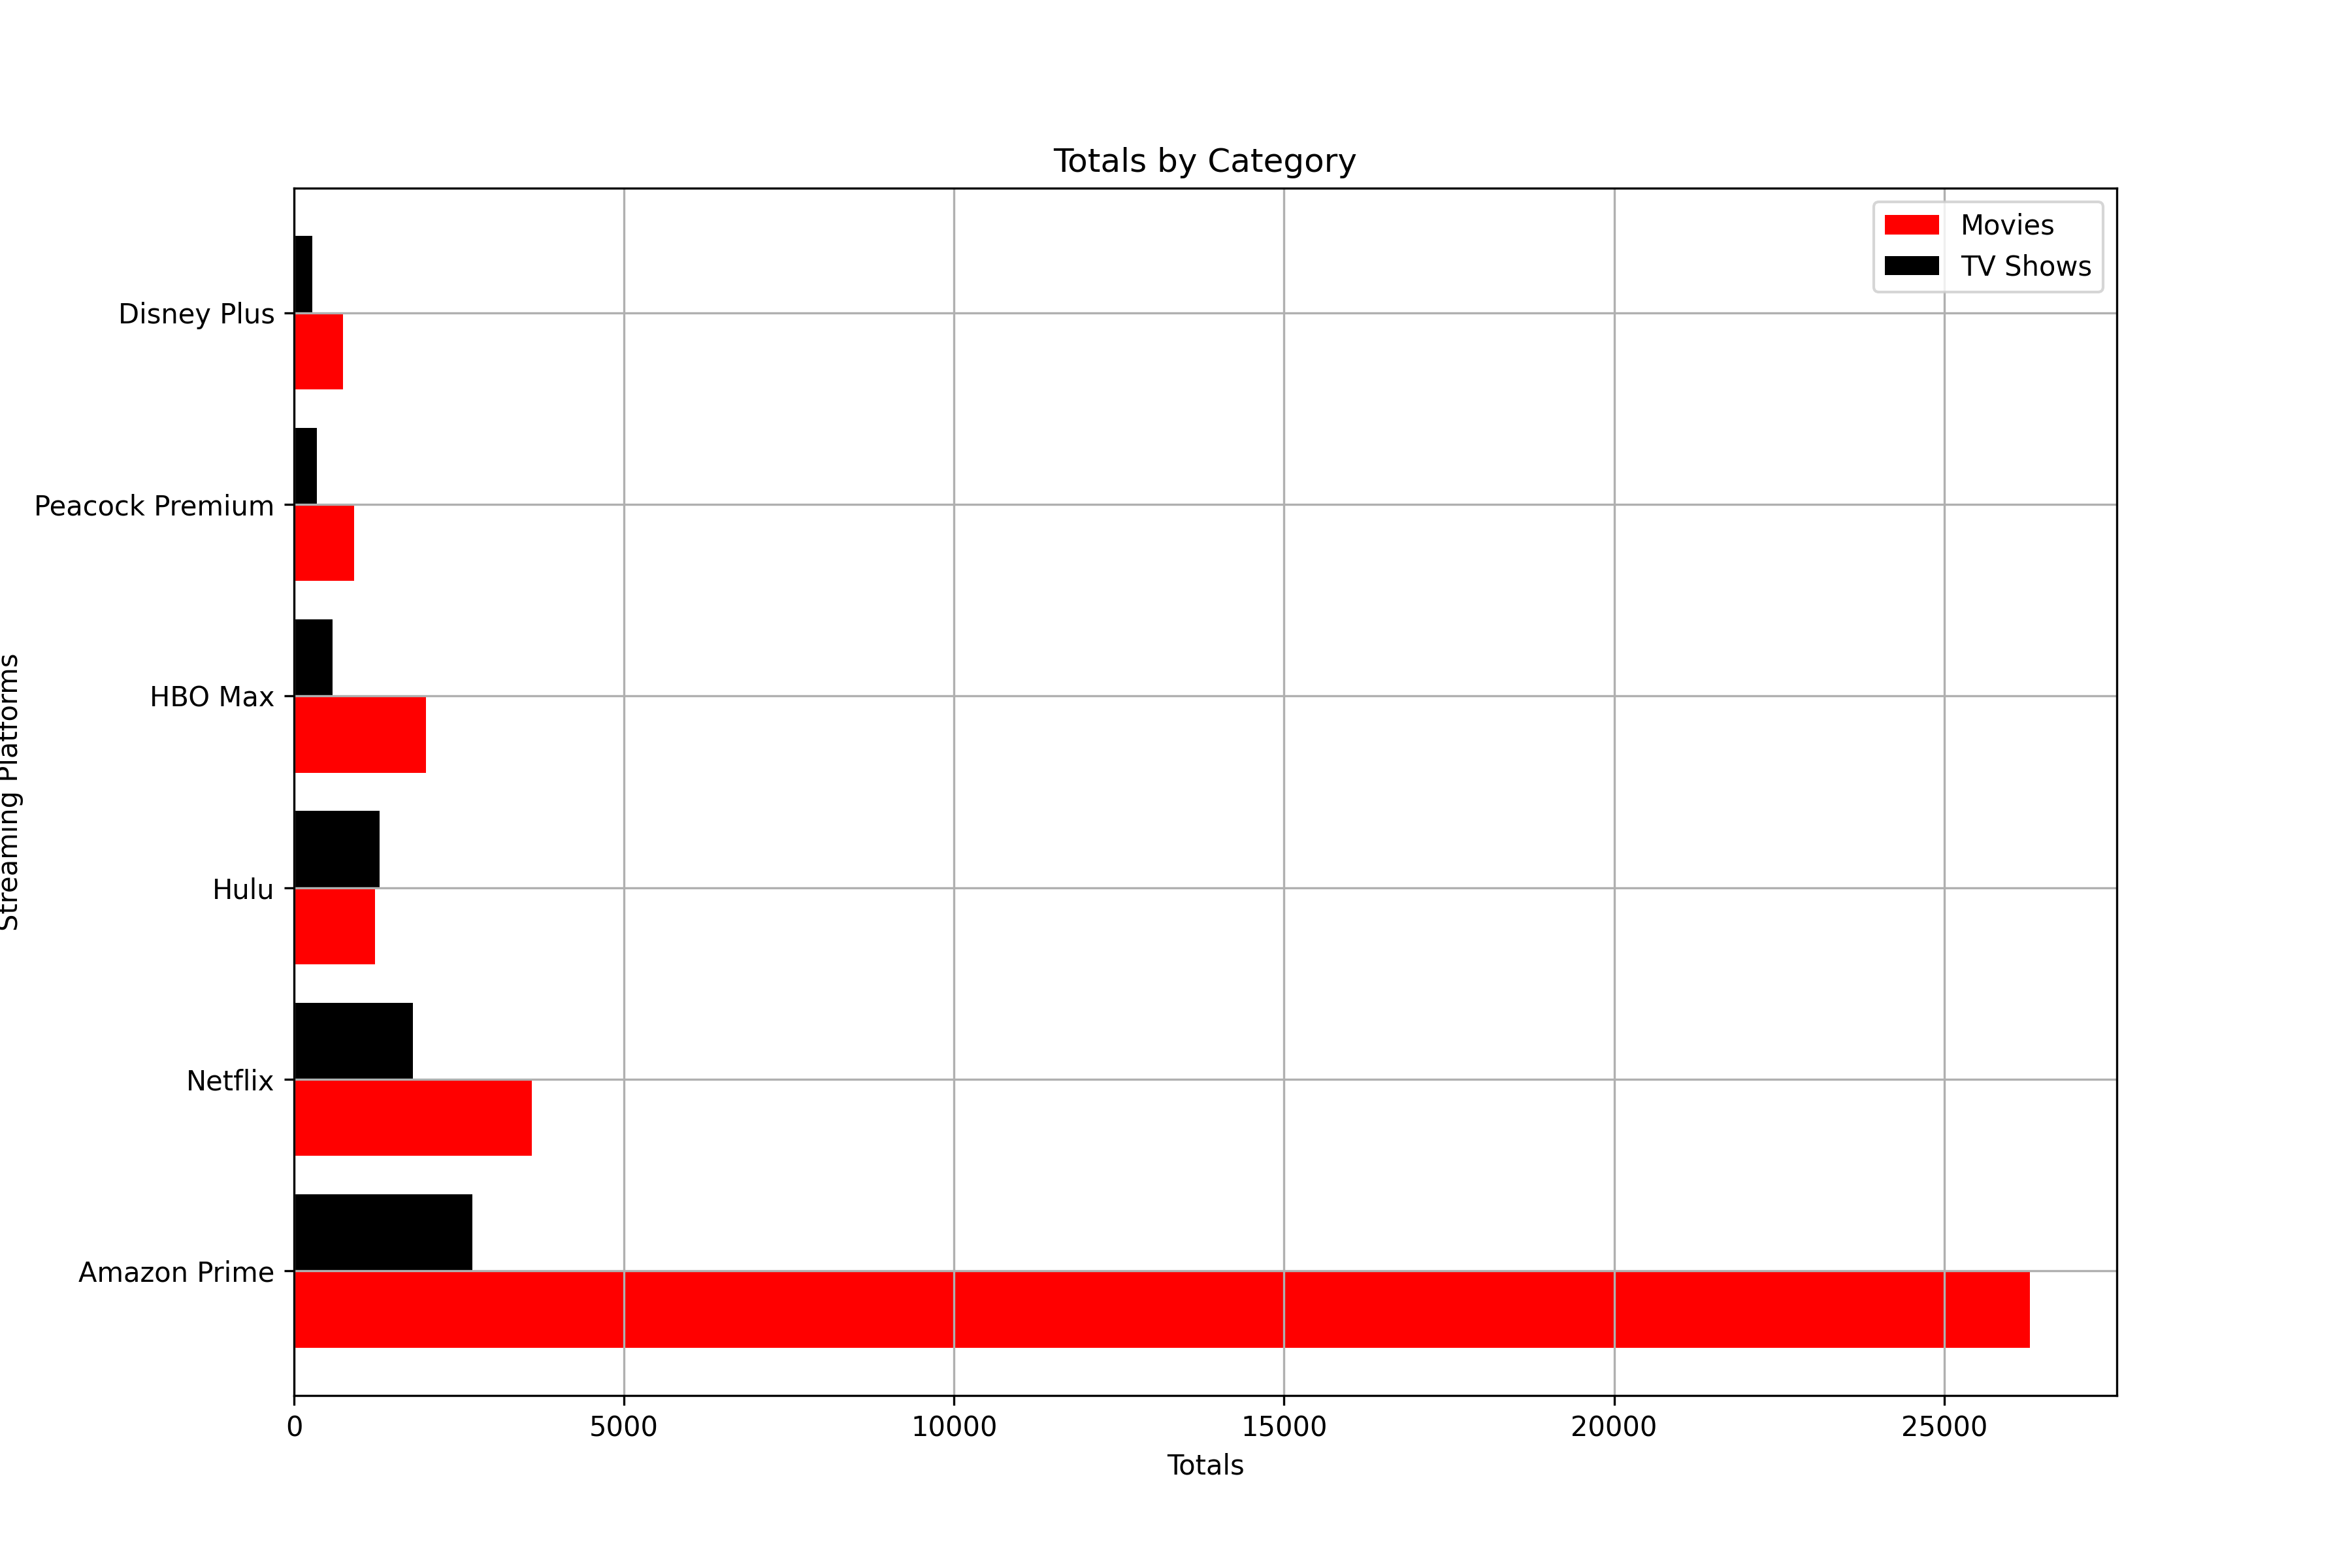 Totals by Category
Movies
TV Shows
Disney Plus
Peacock Premium
HBO Max
Hulu
Netflix
Amazon Prime
Streaming Platforms
0 5000 10000 15000 20000 25000
Totals